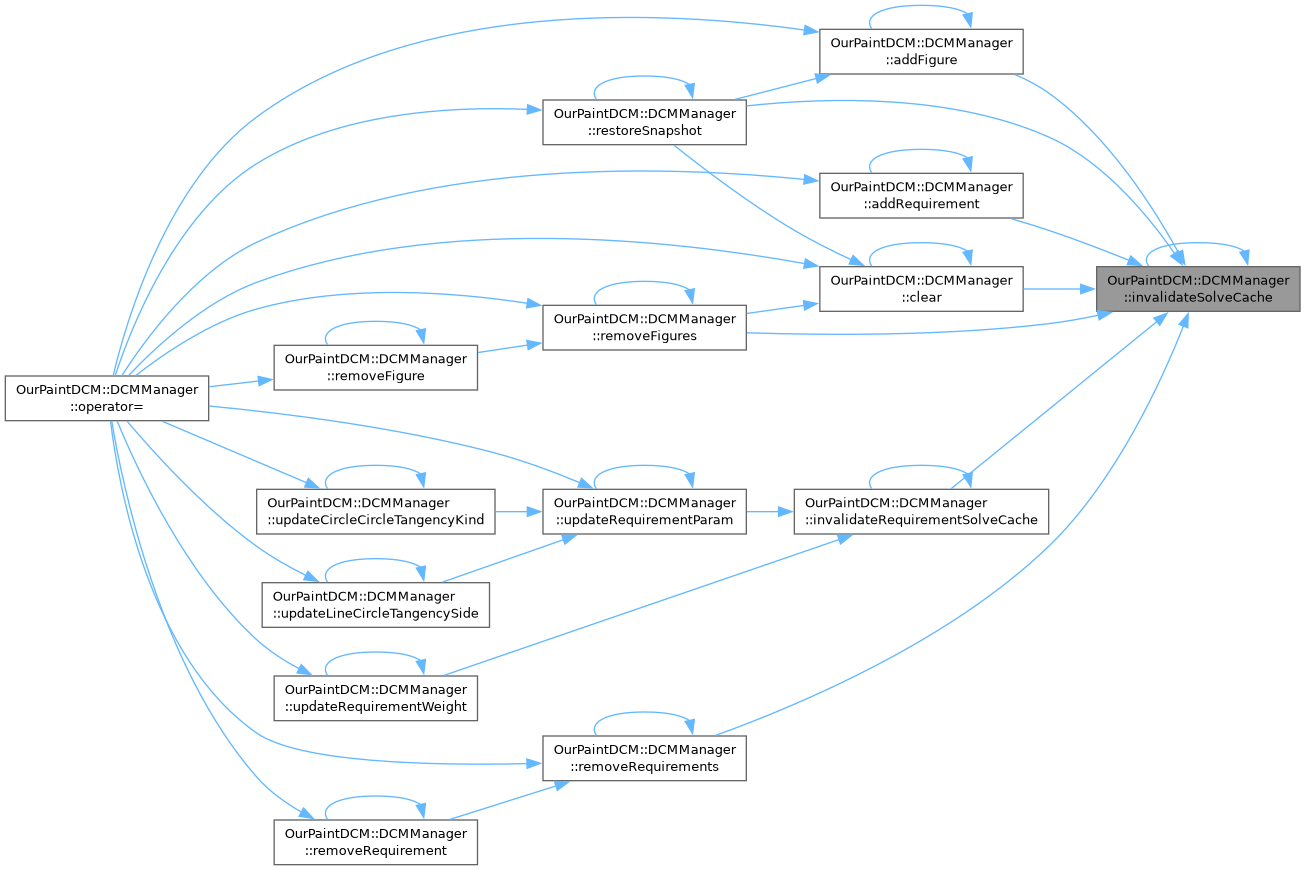 OurPaintDCM::DCMManager
::addFigure
OurPaintDCM::DCMManager
::restoreSnapshot
OurPaintDCM::DCMManager
::addRequirement
OurPaintDCM::DCMManager
::clear
OurPaintDCM::DCMManager
::invalidateSolveCache
OurPaintDCM::DCMManager
::removeFigures
OurPaintDCM::DCMManager
::removeFigure
OurPaintDCM::DCMManager
::operator=
OurPaintDCM::DCMManager
::updateCircleCircleTangencyKind
OurPaintDCM::DCMManager
::updateRequirementParam
OurPaintDCM::DCMManager
::invalidateRequirementSolveCache
OurPaintDCM::DCMManager
::updateLineCircleTangencySide
OurPaintDCM::DCMManager
::updateRequirementWeight
OurPaintDCM::DCMManager
::removeRequirements
OurPaintDCM::DCMManager
::removeRequirement